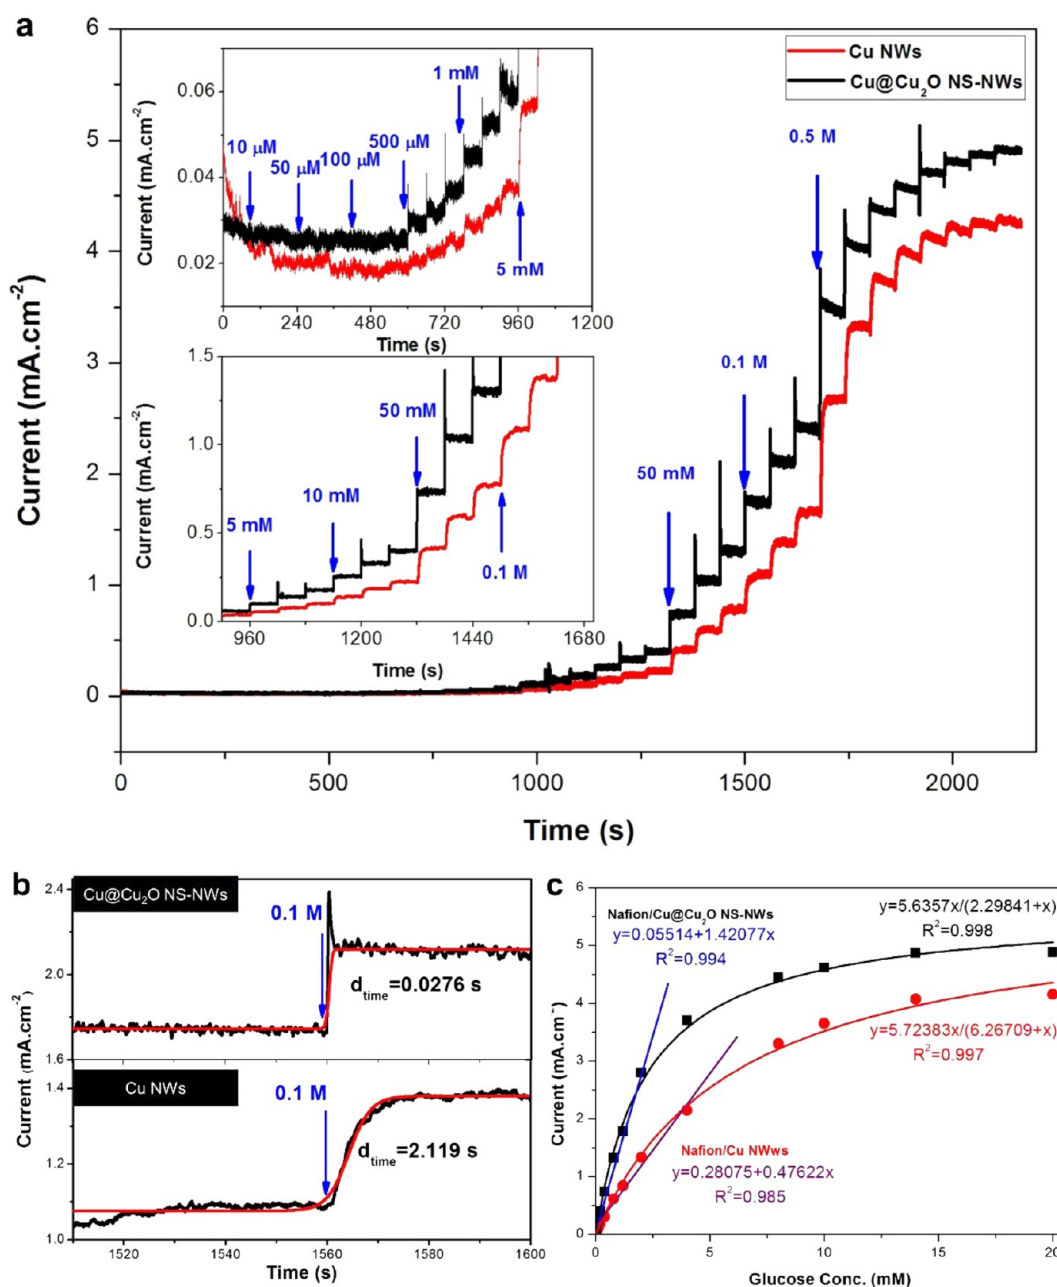 a
6
5
4
3
2
1
0
Current (mA.cm⁻²)
0
500
1000
1500
2000
Time (s)
Cu NWs
Cu@Cu₂O NS-NWs
0.5 M
0.1 M
50 mM
0.06
0.04
0.02
Current (mA.cm⁻²)
10 µM
50 µM
100 µM
500 µM
1 mM
5 mM
0
240
480
720
960
1200
Time (s)
1.5
1.0
0.5
0.0
Current (mA.cm⁻²)
5 mM
10 mM
50 mM
0.1 M
960
1200
1440
1680
Time (s)
b
2.4
2.0
1.6
Cu@Cu₂O NS-NWs
0.1 M
d_time=0.0276 s
Current (mA.cm⁻²)
1.4
1.2
1.0
Cu NWs
0.1 M
d_time=2.119 s
1520
1540
1560
1580
1600
Time (s)
c
6
5
4
3
2
1
0
Current (mA.cm⁻)
Nafion/Cu@Cu₂O NS-NWs
y=0.05514+1.42077x
R²=0.994
y=5.6357x/(2.29841+x)
R²=0.998
y=5.72383x/(6.26709+x)
R²=0.997
Nafion/Cu NWws
y=0.28075+0.47622x
R²=0.985
0
5
10
15
20
Glucose Conc. (mM)